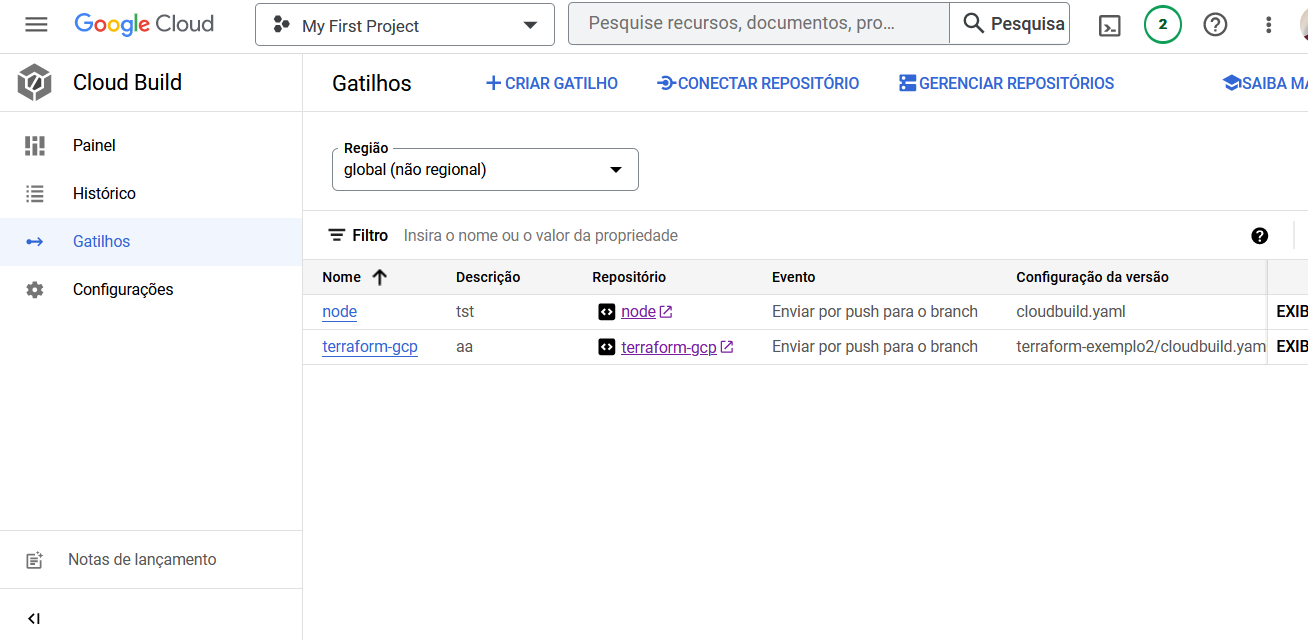 Google Cloud
My First Project
Pesquise recursos, documentos, pro...
Pesquisa
2
Cloud Build
Gatilhos
CRIAR GATILHO
CONECTAR REPOSITÓRIO
GERENCIAR REPOSITÓRIOS
SAIBA MA
Painel
Histórico
Gatilhos
Configurações
Região
global (não regional)
Filtro Insira o nome ou o valor da propriedade
Nome Descrição Repositório Evento Configuração da versão
node tst node Enviar por push para o branch cloudbuild.yaml EXIB
terraform-gcp aa terraform-gcp Enviar por push para o branch terraform-exemplo2/cloudbuild.yam EXIB
Notas de lançamento